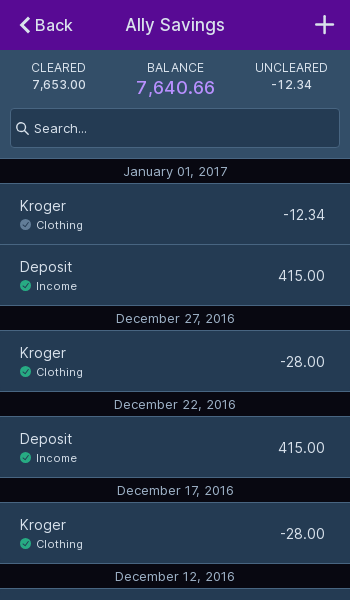 Back
Ally Savings
CLEARED
BALANCE
UNCLEARED
7,653.00
7,640.66
-12.34
Search...
January 01, 2017
Kroger
-12.34
Clothing
Deposit
415.00
Income
December 27, 2016
Kroger
-28.00
Clothing
December 22, 2016
Deposit
415.00
Income
December 17, 2016
Kroger
-28.00
Clothing
December 12, 2016